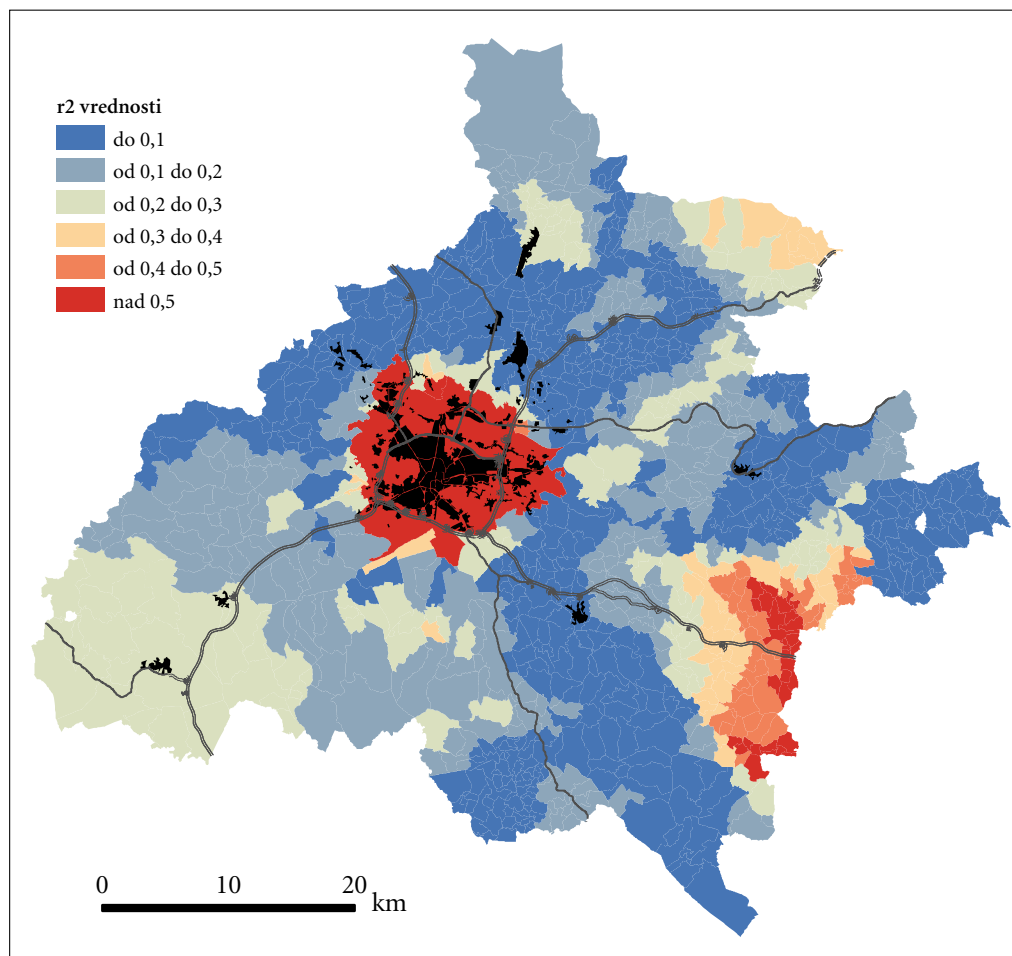 r2 vrednosti
do 0,1
od 0,1 do 0,2
od 0,2 do 0,3
od 0,3 do 0,4
od 0,4 do 0,5
nad 0,5
0 10 20
km